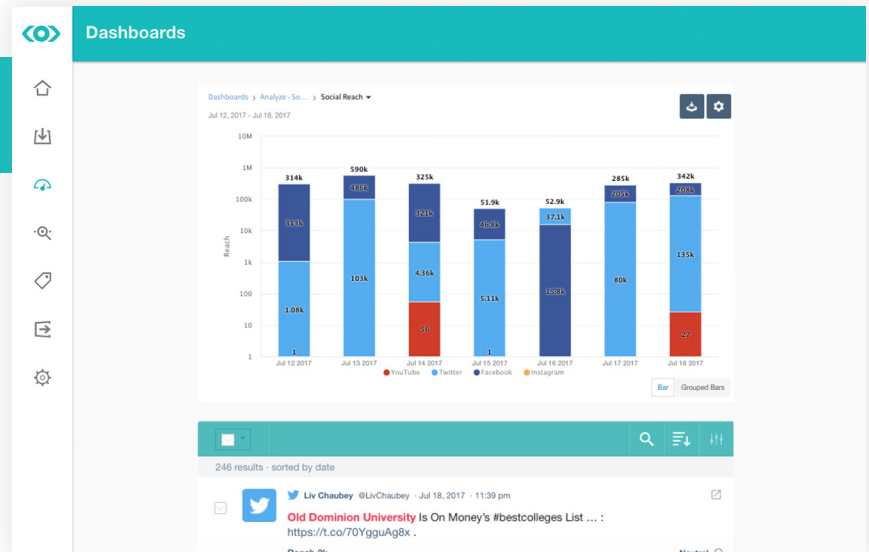 Dashboards
Dashboards > Analyze - So... > Social Reach
Jul 12, 2017 - Jul 18, 2017
10M
1M
100k
10k
1k
100
10
1
Reach
314k
313k
1.08k
1
590k
486k
103k
325k
321k
4.36k
56
51.9k
46.8k
5.11k
1
52.9k
37.1k
15.8k
285k
205k
80k
342k
208k
135k
27
Jul 12 2017 Jul 13 2017 Jul 14 2017 Jul 15 2017 Jul 16 2017 Jul 17 2017 Jul 18 2017
YouTube Twitter Facebook Instagram
Bar Grouped Bars
246 results · sorted by date
Liv Chaubey @LivChaubey · Jul 18, 2017 · 11:39 pm
Old Dominion University Is On Money's #bestcolleges List ... :
https://t.co/70YgguAg8x .
Reach 9k Neutral